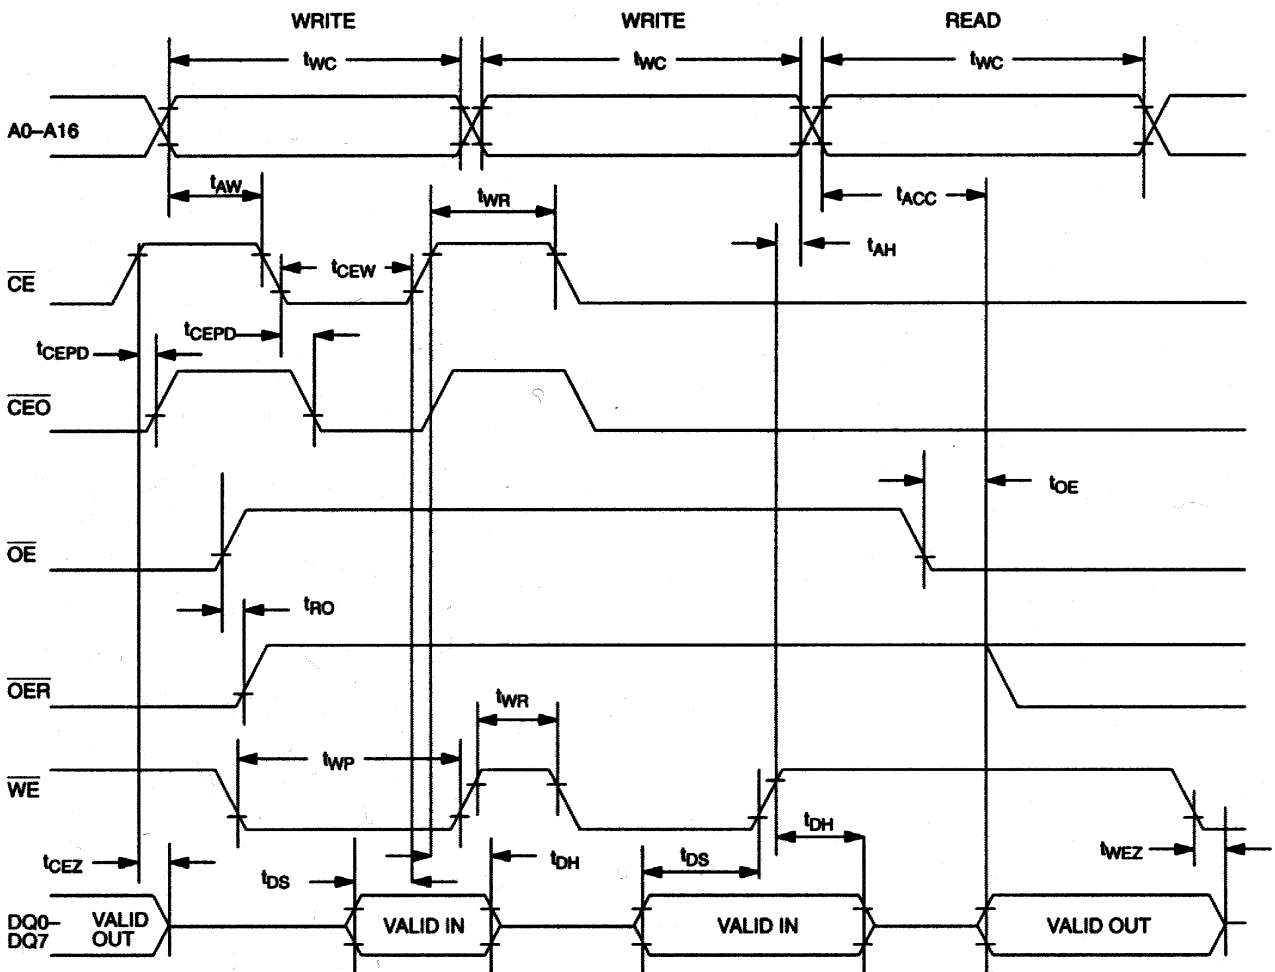 WRITE WRITE READ
tWC tWC tWC
A0–A16
tAW tWR tACC
tAH
CE
tCEW
tCEPD
tCEPD
CEO
tOE
OE
tRO
OER
tWR
tWP
WE
tDH
tCEZ tDH tDS tWEZ
tDS
DQ0– VALID VALID IN VALID IN VALID OUT
DQ7 OUT